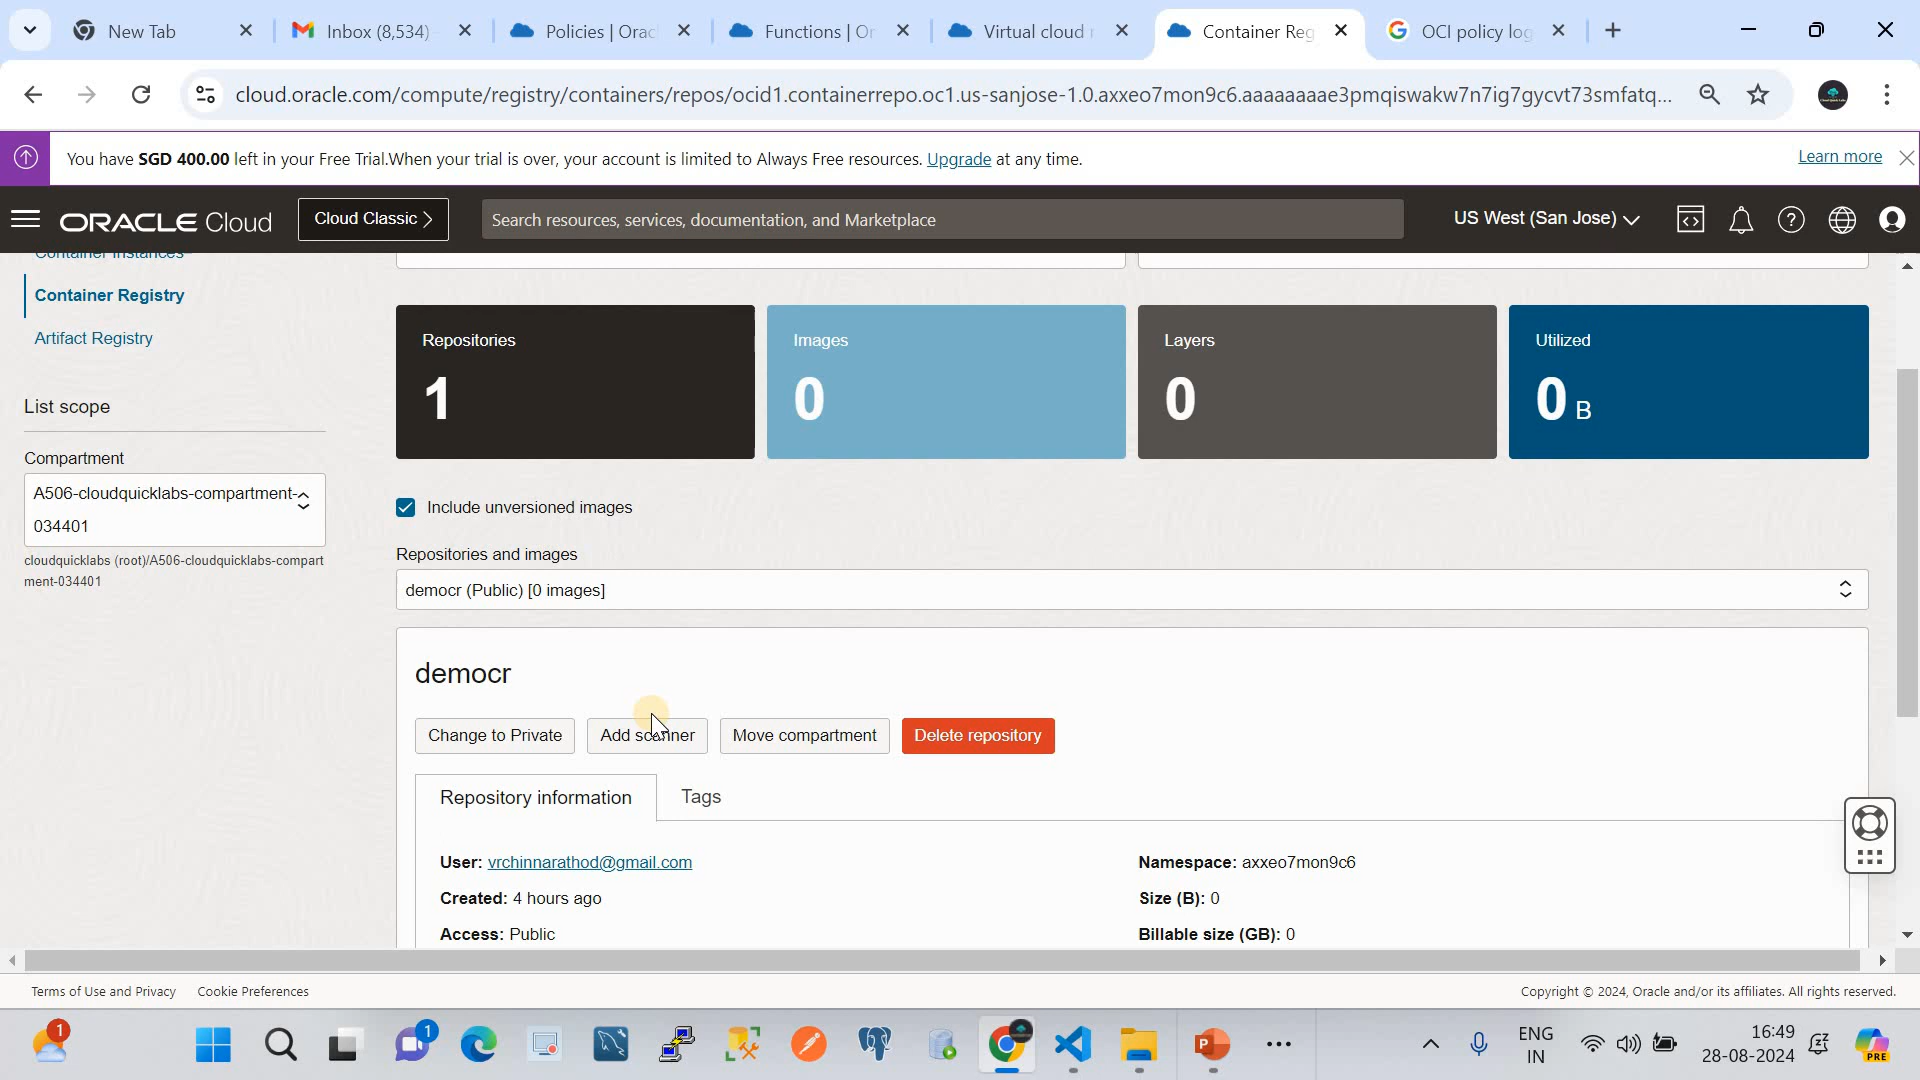 New Tab
Inbox (8,534)
Policies | Orac
Functions | Or
Virtual cloud
Container Reg
OCI policy log
cloud.oracle.com/compute/registry/containers/repos/ocid1.containerrepo.oc1.us-sanjose-1.0.axxeo7mon9c6.aaaaaaaae3pmqiswakw7n7ig7gycvt73smfatq...
You have SGD 400.00 left in your Free Trial.When your trial is over, your account is limited to Always Free resources. Upgrade at any time.
Learn more
ORACLE Cloud
Cloud Classic >
Search resources, services, documentation, and Marketplace
US West (San Jose)
Container Instances
Container Registry
Artifact Registry
List scope
Compartment
A506-cloudquicklabs-compartment-
034401
cloudquicklabs (root)/A506-cloudquicklabs-compart
ment-034401
Repositories
1
Images
0
Layers
0
Utilized
0 B
Include unversioned images
Repositories and images
democr (Public) [0 images]
democr
Change to Private
Add scanner
Move compartment
Delete repository
Repository information
Tags
User: vrchinnarathod@gmail.com
Namespace: axxeo7mon9c6
Created: 4 hours ago
Size (B): 0
Access: Public
Billable size (GB): 0
Terms of Use and Privacy
Cookie Preferences
Copyright © 2024, Oracle and/or its affiliates. All rights reserved.
1
1
ENG
IN
16:49
28-08-2024
PRE